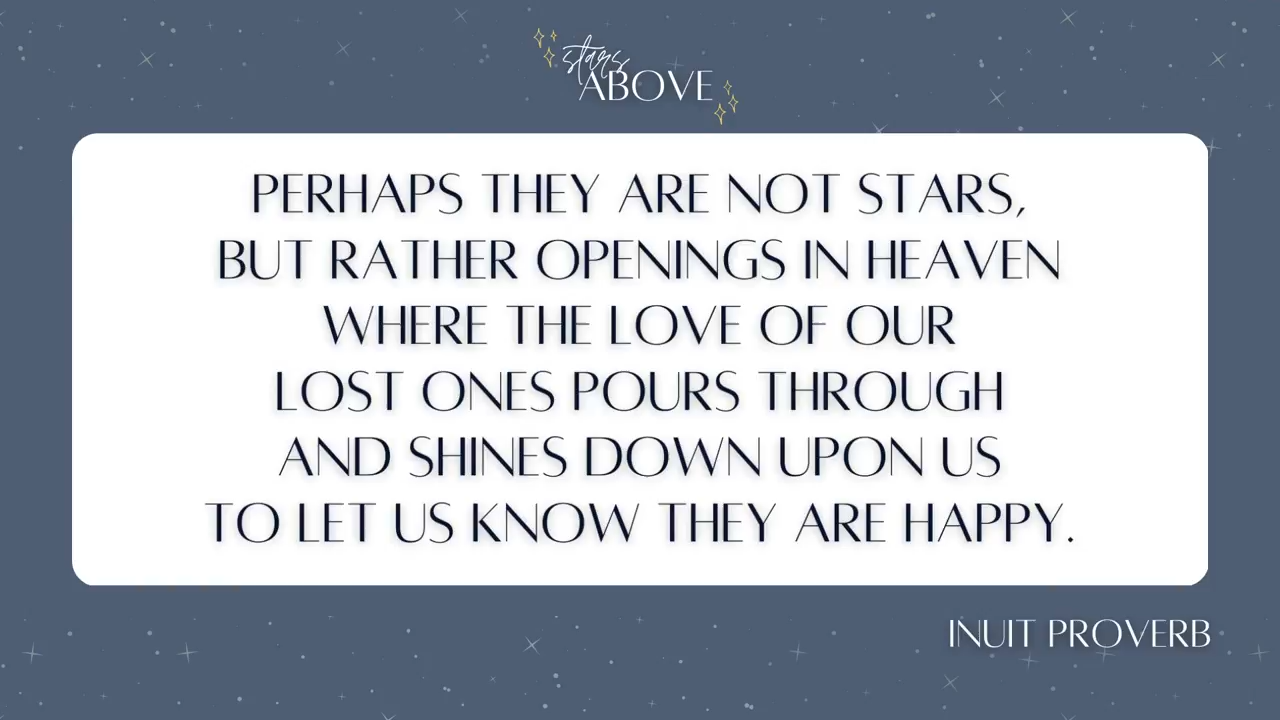 stars
ABOVE
PERHAPS THEY ARE NOT STARS,
BUT RATHER OPENINGS IN HEAVEN
WHERE THE LOVE OF OUR
LOST ONES POURS THROUGH
AND SHINES DOWN UPON US
TO LET US KNOW THEY ARE HAPPY.
INUIT PROVERB